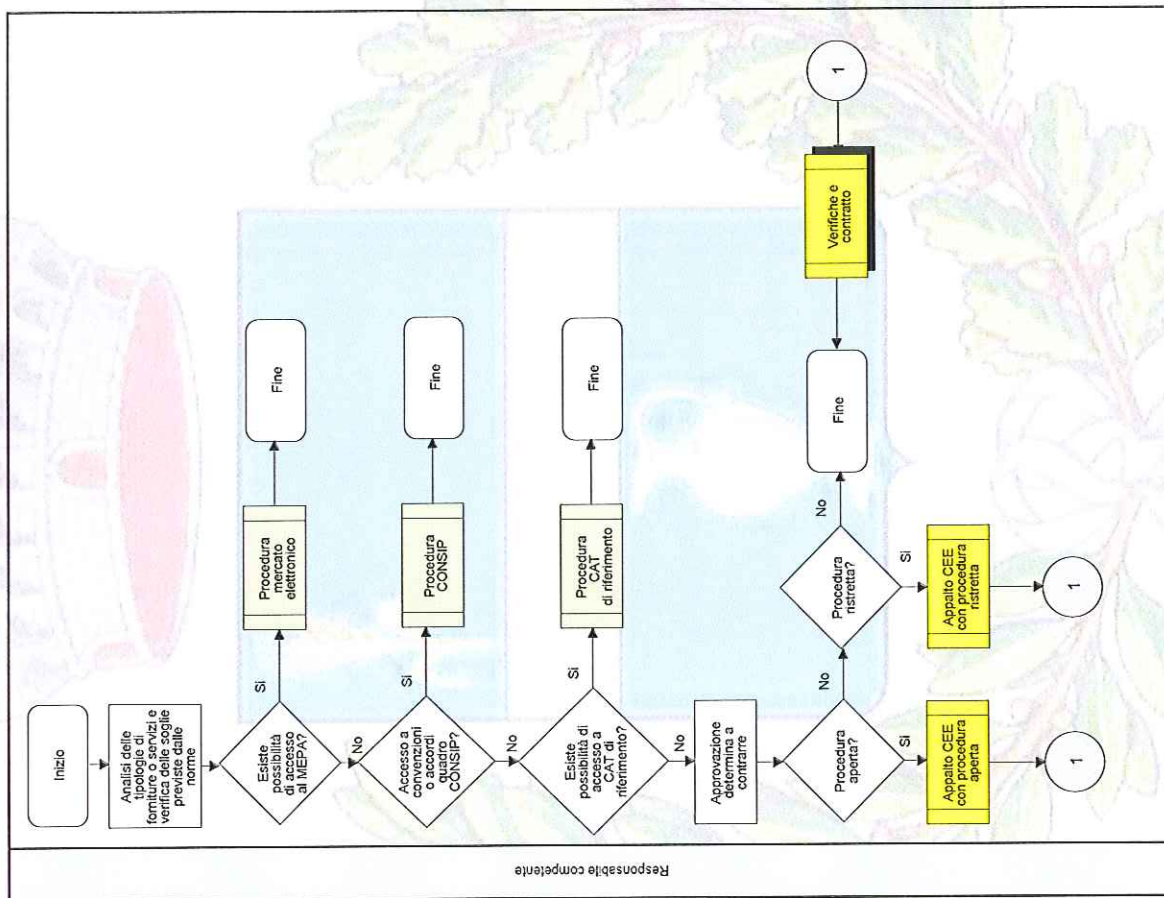 Responsabile competente
Inizio
Analisi delle
tipologie di
forniture o servizi e
verifica delle soglie
previste dalle
norme
Esiste
possibilità
di accesso
al MEPA?
Si
Procedura
mercato
elettronico
Fine
No
Accesso a
convenzioni
o accordi
quadro
CONSIP?
Si
Procedura
CONSIP
Fine
No
Esiste
possibilità di
accesso a
CAT di
riferimento?
Si
Procedura
CAT
di riferimento
Fine
No
Approvazione
determina a
contrarre
Procedura
aperta?
No
Procedura
ristretta?
No
Fine
Verifiche e
contratto
1
Si
Appalto CEE
con procedura
aperta
1
Si
Appalto CEE
con procedura
ristretta
1